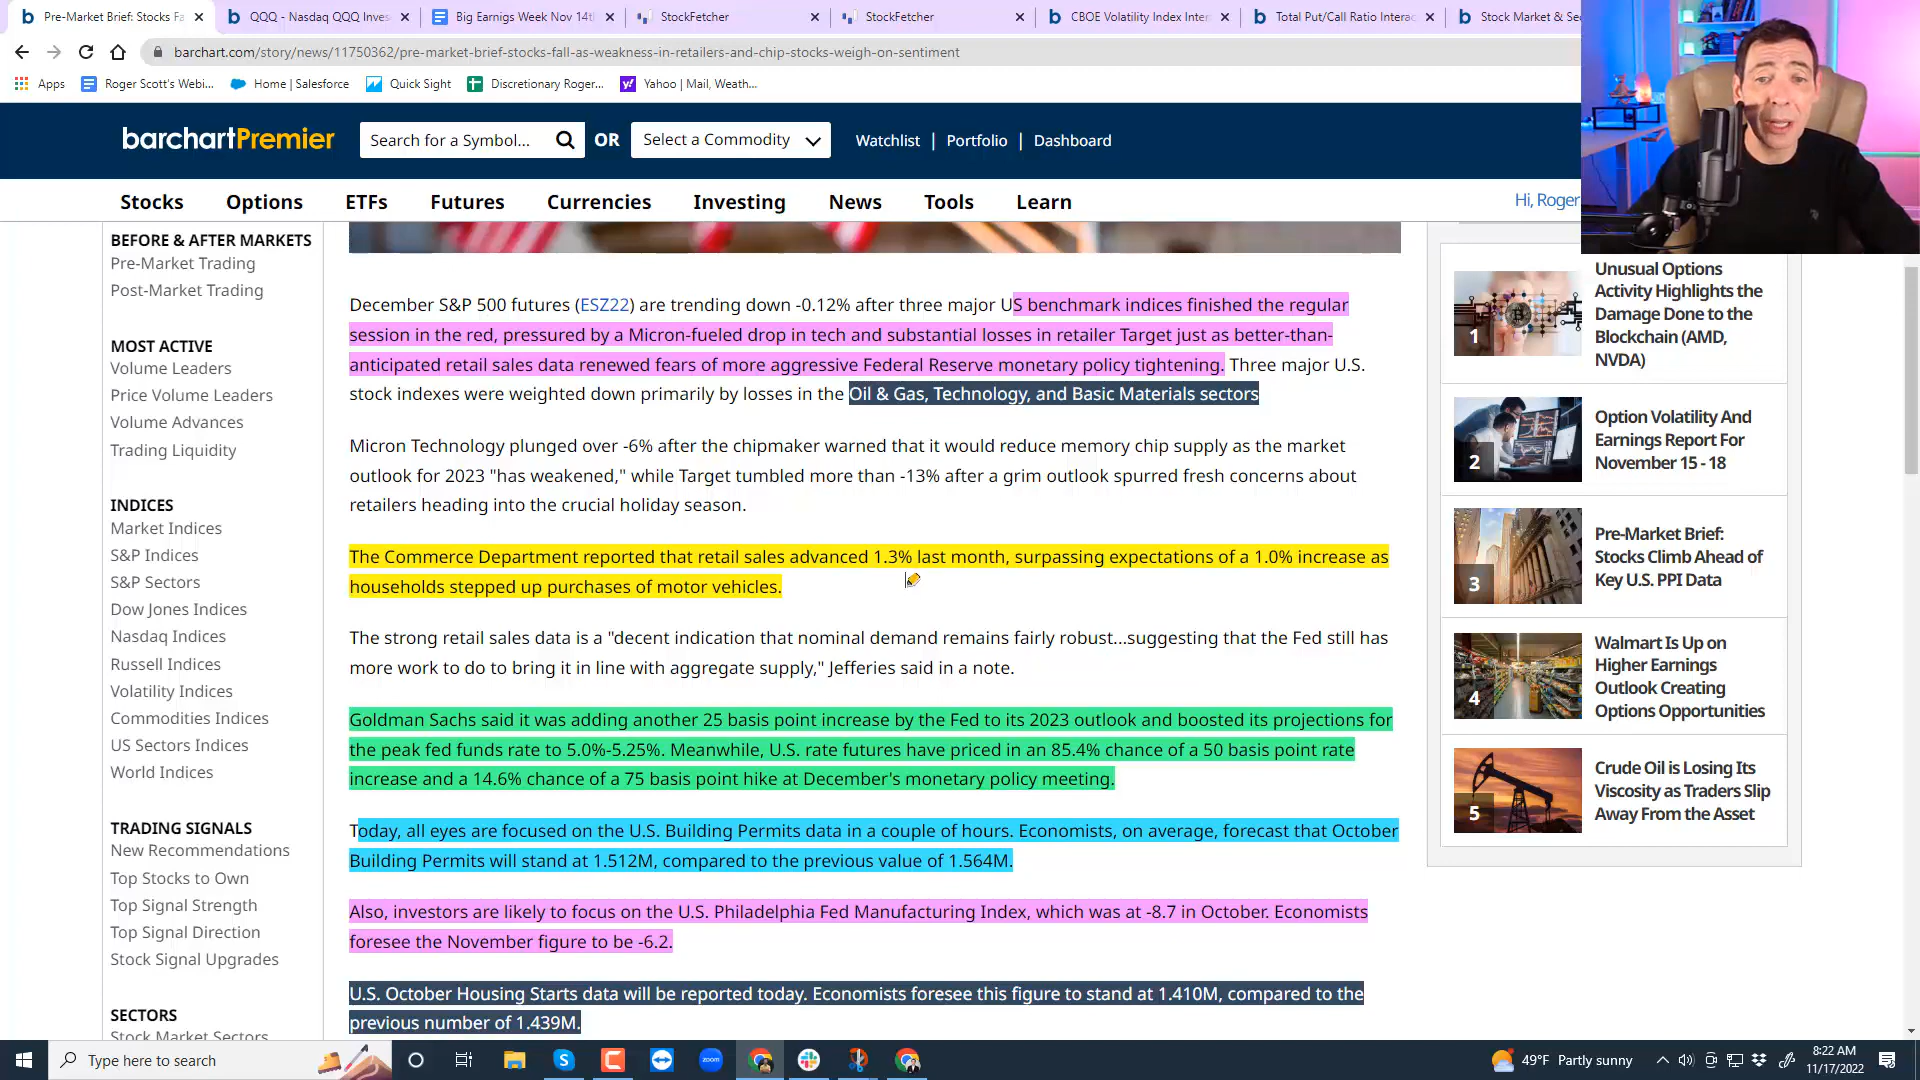 Pre-Market Brief: Stocks Fa
QQQ - Nasdaq QQQ Inves
Big Earnigs Week Nov 14th
StockFetcher
StockFetcher
CBOE Volatility Index Inter
Total Put/Call Ratio Interac
Stock Market & Sec
barchart.com/story/news/11750362/pre-market-brief-stocks-fall-as-weakness-in-retailers-and-chip-stocks-weigh-on-sentiment
Apps
Roger Scott's Webi...
Home | Salesforce
Quick Sight
Discretionary Roger...
Yahoo | Mail, Weath...
barchartPremier
Search for a Symbol...
OR
Select a Commodity
Watchlist | Portfolio | Dashboard
Stocks Options ETFs Futures Currencies Investing News Tools Learn
Hi, Roger
BEFORE & AFTER MARKETS
Pre-Market Trading
Post-Market Trading
MOST ACTIVE
Volume Leaders
Price Volume Leaders
Volume Advances
Trading Liquidity
INDICES
Market Indices
S&P Indices
S&P Sectors
Dow Jones Indices
Nasdaq Indices
Russell Indices
Volatility Indices
Commodities Indices
US Sectors Indices
World Indices
TRADING SIGNALS
New Recommendations
Top Stocks to Own
Top Signal Strength
Top Signal Direction
Stock Signal Upgrades
SECTORS
Stock Market Sectors
December S&P 500 futures (ESZ22) are trending down -0.12% after three major US benchmark indices finished the regular
session in the red, pressured by a Micron-fueled drop in tech and substantial losses in retailer Target just as better-than-
anticipated retail sales data renewed fears of more aggressive Federal Reserve monetary policy tightening. Three major U.S.
stock indexes were weighted down primarily by losses in the Oil & Gas, Technology, and Basic Materials sectors
Micron Technology plunged over -6% after the chipmaker warned that it would reduce memory chip supply as the market
outlook for 2023 "has weakened," while Target tumbled more than -13% after a grim outlook spurred fresh concerns about
retailers heading into the crucial holiday season.
The Commerce Department reported that retail sales advanced 1.3% last month, surpassing expectations of a 1.0% increase as
households stepped up purchases of motor vehicles.
The strong retail sales data is a "decent indication that nominal demand remains fairly robust...suggesting that the Fed still has
more work to do to bring it in line with aggregate supply," Jefferies said in a note.
Goldman Sachs said it was adding another 25 basis point increase by the Fed to its 2023 outlook and boosted its projections for
the peak fed funds rate to 5.0%-5.25%. Meanwhile, U.S. rate futures have priced in an 85.4% chance of a 50 basis point rate
increase and a 14.6% chance of a 75 basis point hike at December's monetary policy meeting.
Today, all eyes are focused on the U.S. Building Permits data in a couple of hours. Economists, on average, forecast that October
Building Permits will stand at 1.512M, compared to the previous value of 1.564M.
Also, investors are likely to focus on the U.S. Philadelphia Fed Manufacturing Index, which was at -8.7 in October. Economists
foresee the November figure to be -6.2.
U.S. October Housing Starts data will be reported today. Economists foresee this figure to stand at 1.410M, compared to the
previous number of 1.439M.
1
Unusual Options
Activity Highlights the
Damage Done to the
Blockchain (AMD,
NVDA)
2
Option Volatility And
Earnings Report For
November 15 - 18
3
Pre-Market Brief:
Stocks Climb Ahead of
Key U.S. PPI Data
4
Walmart Is Up on
Higher Earnings
Outlook Creating
Options Opportunities
5
Crude Oil is Losing Its
Viscosity as Traders Slip
Away From the Asset
Type here to search
zoom
49°F Partly sunny
8:22 AM
11/17/2022